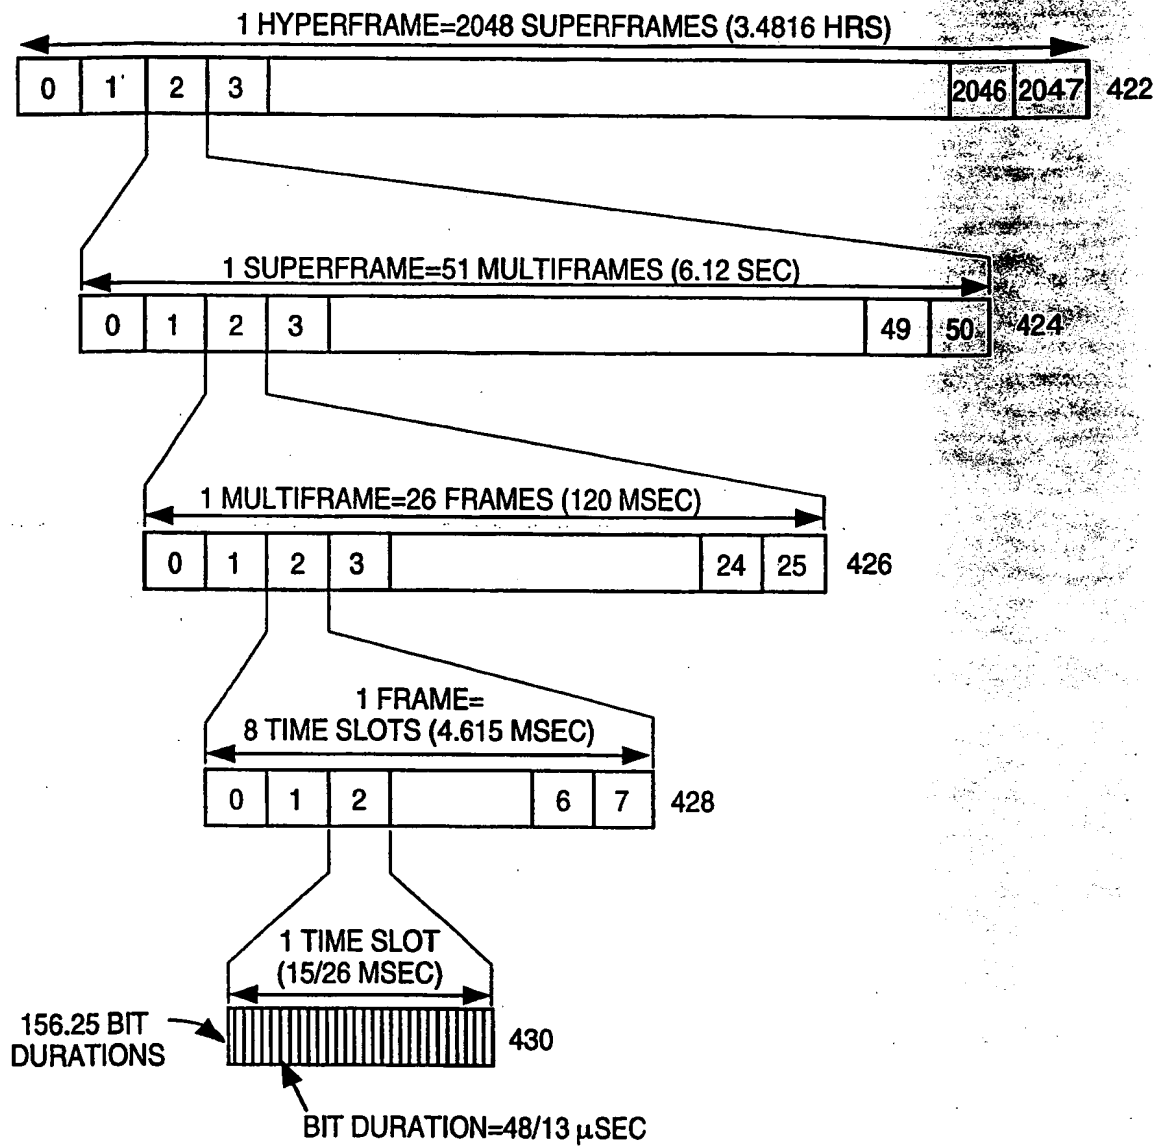 1 HYPERFRAME=2048 SUPERFRAMES (3.4816 HRS)
0 1 2 3 2046 2047 422
1 SUPERFRAME=51 MULTIFRAMES (6.12 SEC)
0 1 2 3 49 50 424
1 MULTIFRAME=26 FRAMES (120 MSEC)
0 1 2 3 24 25 426
1 FRAME=
8 TIME SLOTS (4.615 MSEC)
0 1 2 6 7 428
1 TIME SLOT
(15/26 MSEC)
156.25 BIT
DURATIONS
430
BIT DURATION=48/13 µSEC